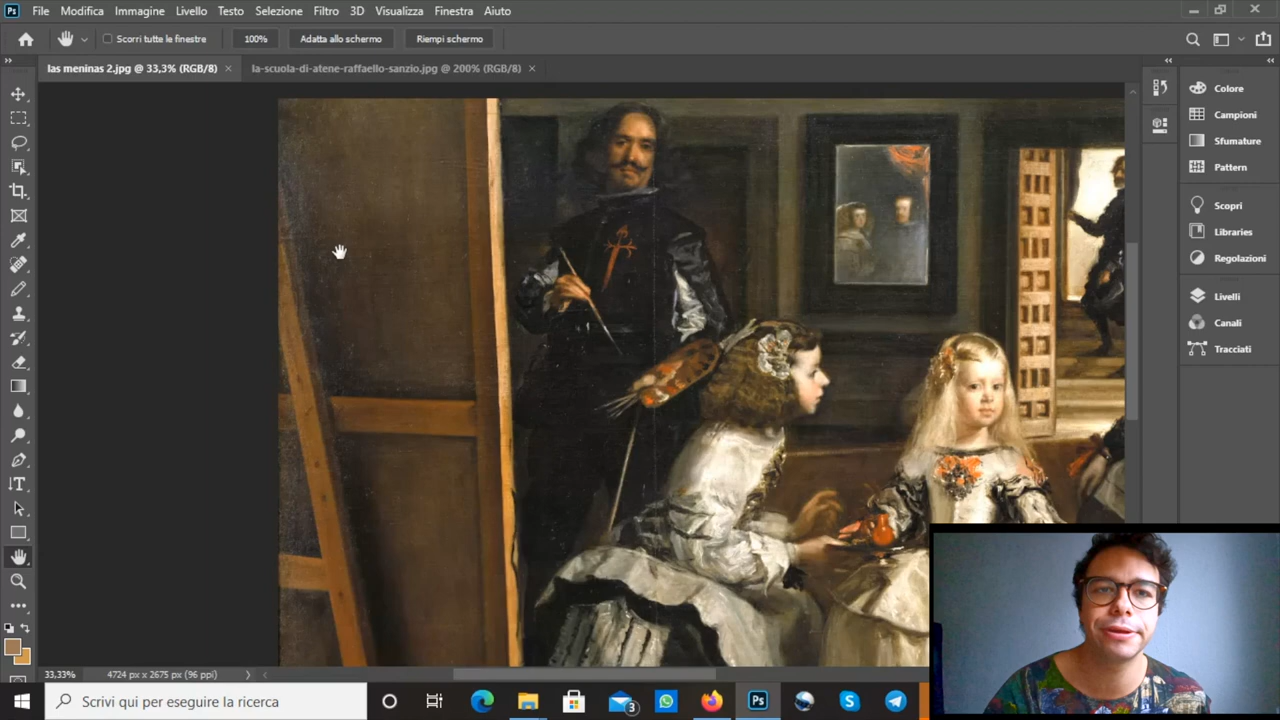 Ps File Modifica Immagine Livello Testo Selezione Filtro 3D Visualizza Finestra Aiuto
Scorri tutte le finestre 100% Adatta allo schermo Riempi schermo
las meninas 2.jpg @ 33,3% (RGB/8) × la-scuola-di-atene-raffaello-sanzio.jpg @ 200% (RGB/8) ×
Colore
Campioni
Sfumature
Pattern
Scopri
Libraries
Regolazioni
Livelli
Canali
Tracciati
33,33% 4724 px x 2675 px (96 ppi)
Scrivi qui per eseguire la ricerca 3 Ps